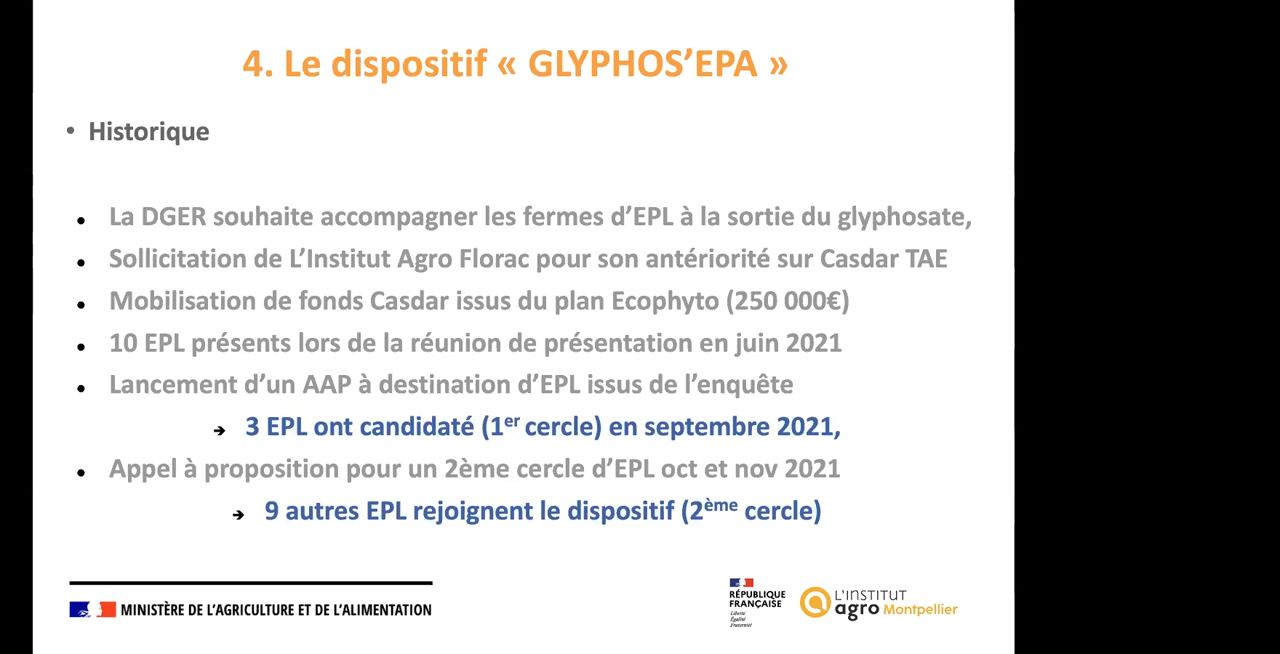 4. Le dispositif « GLYPHOS’EPA »
• Historique
• La DGER souhaite accompagner les fermes d’EPL à la sortie du glyphosate,
• Sollicitation de L’Institut Agro Florac pour son antériorité sur Casdar TAE
• Mobilisation de fonds Casdar issus du plan Ecophyto (250 000€)
• 10 EPL présents lors de la réunion de présentation en juin 2021
• Lancement d’un AAP à destination d’EPL issus de l’enquête
➔ 3 EPL ont candidaté (1er cercle) en septembre 2021,
• Appel à proposition pour un 2ème cercle d’EPL oct et nov 2021
➔ 9 autres EPL rejoignent le dispositif (2ème cercle)
MINISTÈRE DE L’AGRICULTURE ET DE L’ALIMENTATION
RÉPUBLIQUE
FRANÇAISE
Liberté
Égalité
Fraternité
L’INSTITUT
agro Montpellier